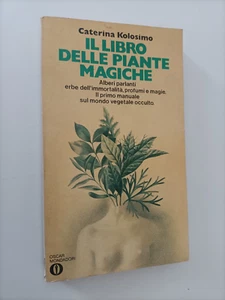 Caterina Kolosimo
IL LIBRO
DELLE PIANTE
MAGICHE
Alberi parlanti
erbe dell'immortalità, profumi e magie.
Il primo manuale
sul mondo vegetale occulto
OSCAR
MONDADORI